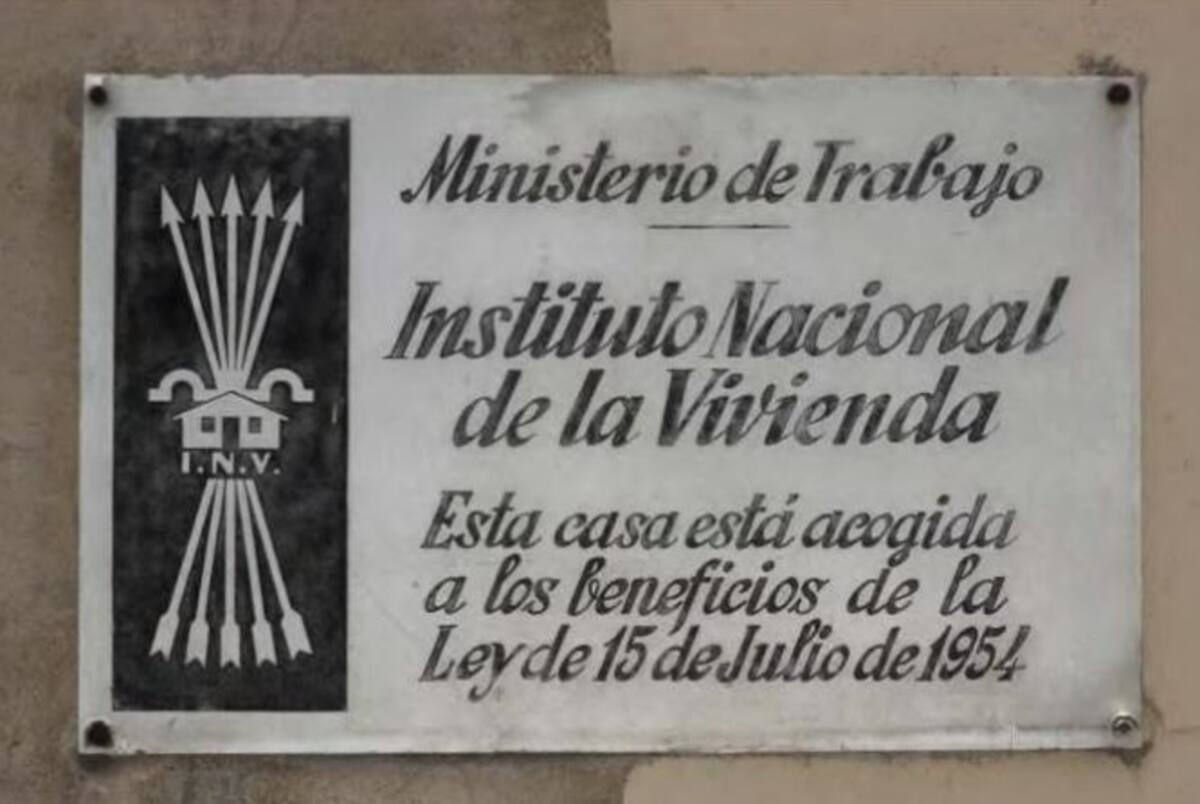 Ministerio de Trabajo
Instituto Nacional
de la Vivienda
Esta casa está acogida
a los beneficios de la
Ley de 15 de Julio de 1954
I.N.V.